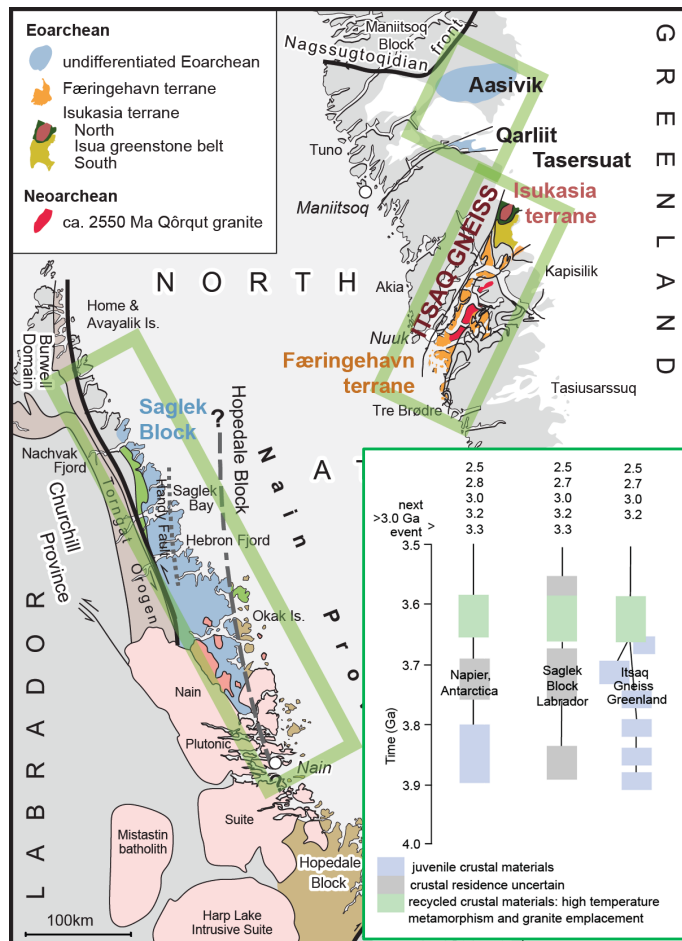 Eoarchean
undifferentiated Eoarchean
Færingehavn terrane
Isukasia terrane
North
Isua greenstone belt
South
Neoarchean
ca. 2550 Ma Qôrqut granite
Maniitsoq
Block
Nagssugtoqidian front
GREENLAND
Aasivik
Qarliit
Tasersuat
Tuno
Maniitsoq
Isukasia
terrane
ITSAQ GNEISS
Kapisilik
Akia
Nuuk
Færingehavn
terrane
Tasiusarssuq
Tre Brødre
NORTH
AT
Home &
Avayalik Is.
Burwell
Domain
Saglek
Block
?
Hopedale Block
Nain Pro
Nachvak
Fjord
Torngat
Orogen
Handy Fault
Saglek
Bay
Hebron Fjord
Churchill
Province
Okak Is.
LABRADOR
Nain
Plutonic
Suite
Nain
?
Mistastin
batholith
Hopedale
Block
Harp Lake
Intrusive Suite
100km
2.5 2.5 2.5
2.8 2.7 2.7
3.0 3.0 3.0
next 3.2 3.2 3.2
>3.0 Ga
event > 3.3 3.3
3.5
3.6
3.7
3.8
3.9
4.0
Time (Ga)
Napier,
Antarctica
Saglek
Block
Labrador
Itsaq
Gneiss
Greenland
juvenile crustal materials
crustal residence uncertain
recycled crustal materials: high temperature
metamorphism and granite emplacement